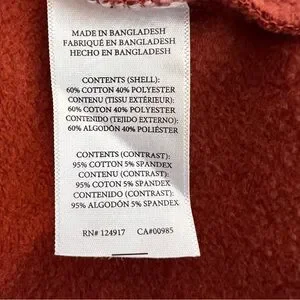 MADE IN BANGLADESH
FABRIQUÉ EN BANGLADESH
HECHO EN BANGLADESH
CONTENTS (SHELL):
60% COTTON 40% POLYESTER
CONTENU (TISSU EXTÉRIEUR):
60% COTON 40% POLYESTER
CONTENIDO (TEJIDO EXTERNO):
60% ALGODÓN 40% POLIÉSTER
CONTENTS (CONTRAST):
95% COTTON 5% SPANDEX
CONTENU (CONTRAST):
95% COTON 5% SPANDEX
CONTENIDO (CONTRAST):
95% ALGODÓN 5% SPANDEX
RN# 124917 CA#00985